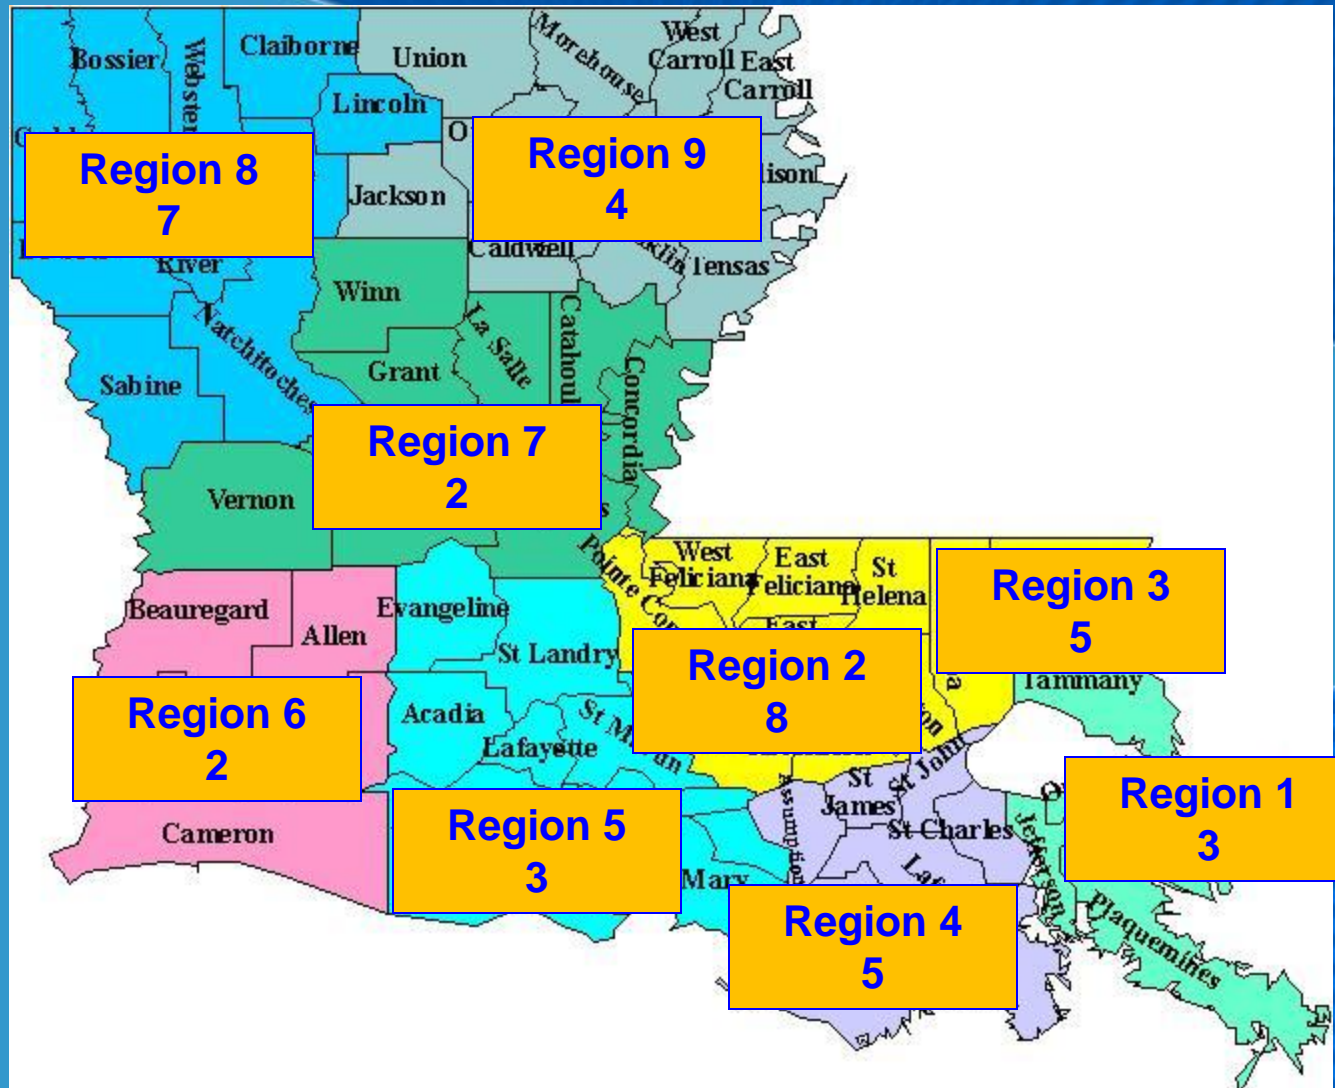 Bossier
Webster
Claiborne
Union
Morehouse
West
Carroll
East
Carroll
Lincoln
Region 8
7
Jackson
Region 9
4
River
Caldwell
Tensas
Winn
Natchitoches
La Salle
Concordia
Sabine
Grant
Region 7
2
Vernon
West
Feliciana
East
Feliciana
St
Helena
Region 3
5
Beauregard
Allen
Evangeline
St Landry
East
Region 2
8
Tammany
Region 6
2
Acadia
Lafayette
St
James
St John
Region 1
3
Cameron
Region 5
3
Mary
Assumption
St Charles
Jefferson
Region 4
5
Plaquemines